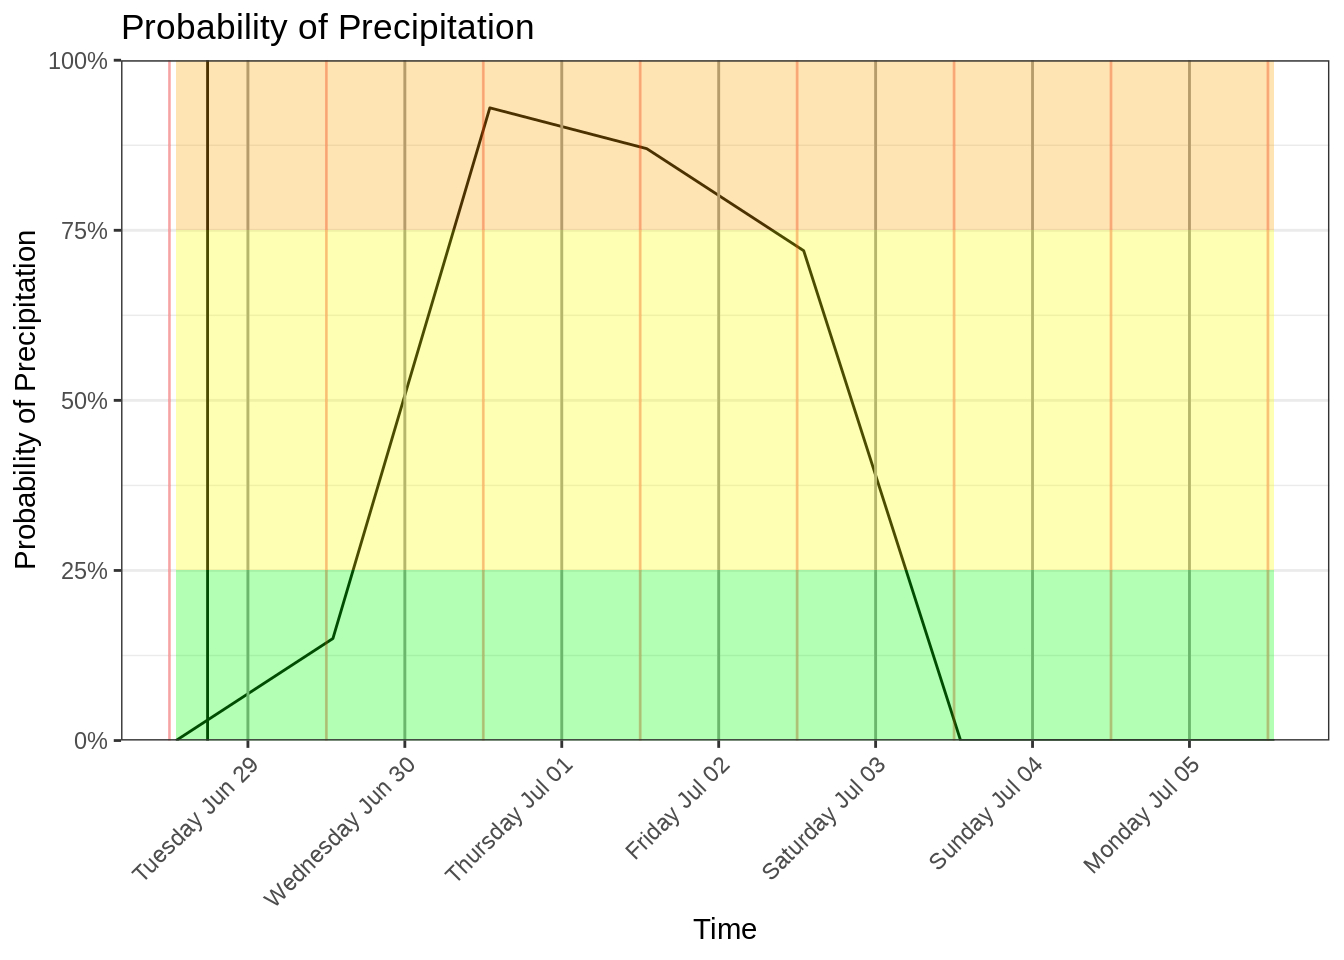 Probability of Precipitation
Probability of Precipitation
100%
75%
50%
25%
0%
Tuesday Jun 29
Wednesday Jun 30
Thursday Jul 01
Friday Jul 02
Saturday Jul 03
Sunday Jul 04
Monday Jul 05
Time